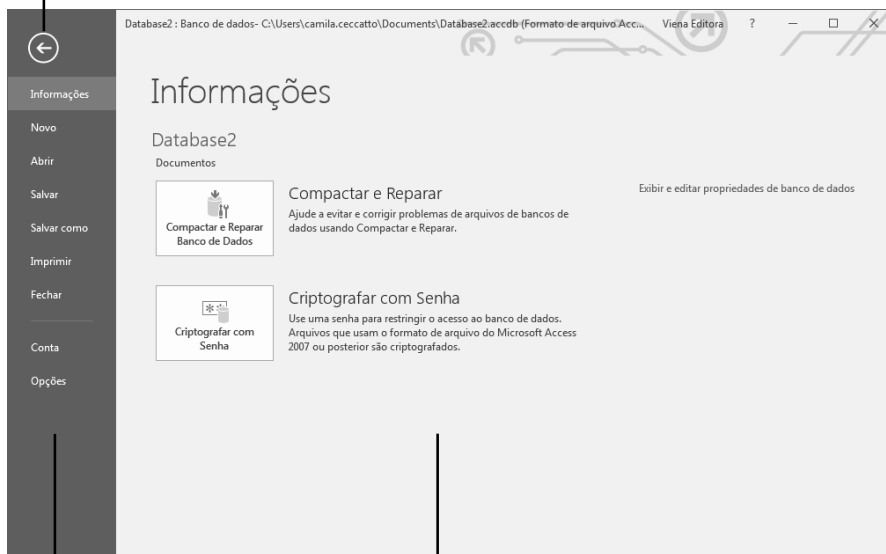 Database2 : Banco de dados- C:\Users\camila.ceccatto\Documents\Database2.accdb (Formato de arquivo Acc... Viena Editora ?
Informações
Novo
Abrir
Salvar
Salvar como
Imprimir
Fechar
Conta
Opções
Informações
Database2
Documentos
Compactar e Reparar
Banco de Dados
Compactar e Reparar
Ajude a evitar e corrigir problemas de arquivos de bancos de
dados usando Compactar e Reparar.
Exibir e editar propriedades de banco de dados
Criptografar com
Senha
Criptografar com Senha
Use uma senha para restringir o acesso ao banco de dados.
Arquivos que usam o formato de arquivo do Microsoft Access
2007 ou posterior são criptografados.